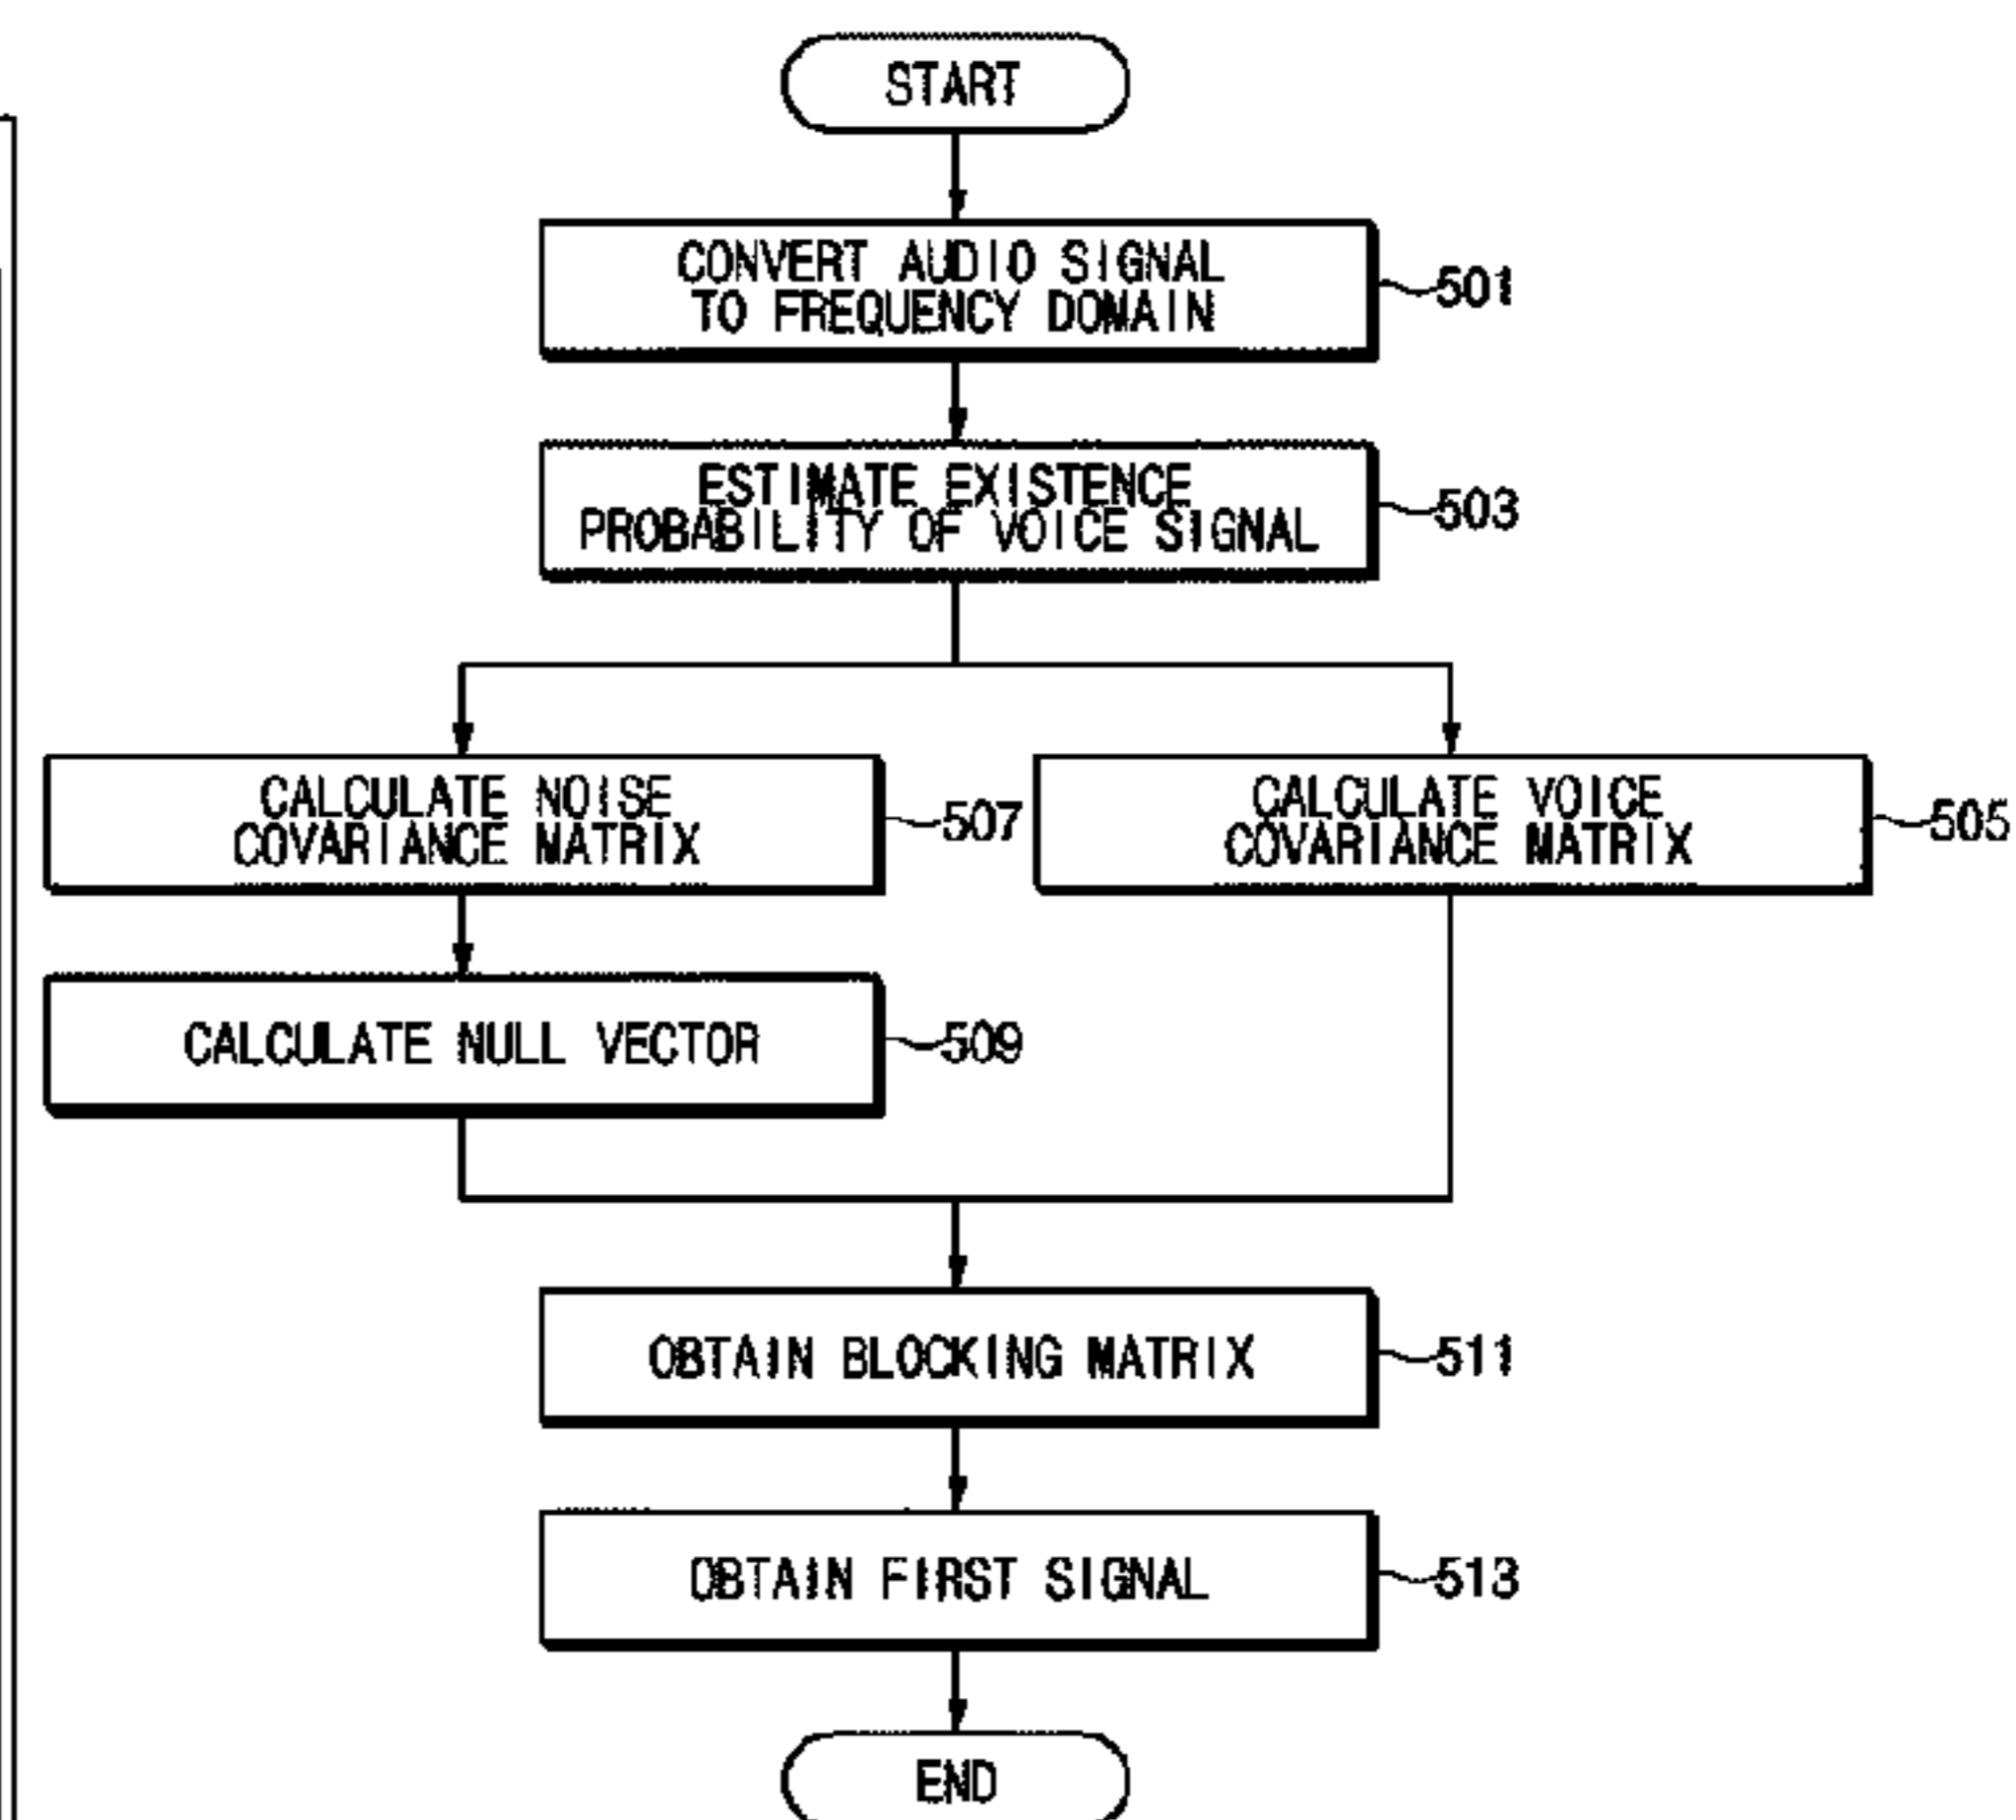 START
CONVERT AUDIO SIGNAL
TO FREQUENCY DOMAIN
501
ESTIMATE EXISTENCE
PROBABILITY OF VOICE SIGNAL
503
CALCULATE NOISE
COVARIANCE MATRIX
507
CALCULATE VOICE
COVARIANCE MATRIX
505
CALCULATE NULL VECTOR
509
OBTAIN BLOCKING MATRIX
511
OBTAIN FIRST SIGNAL
513
END